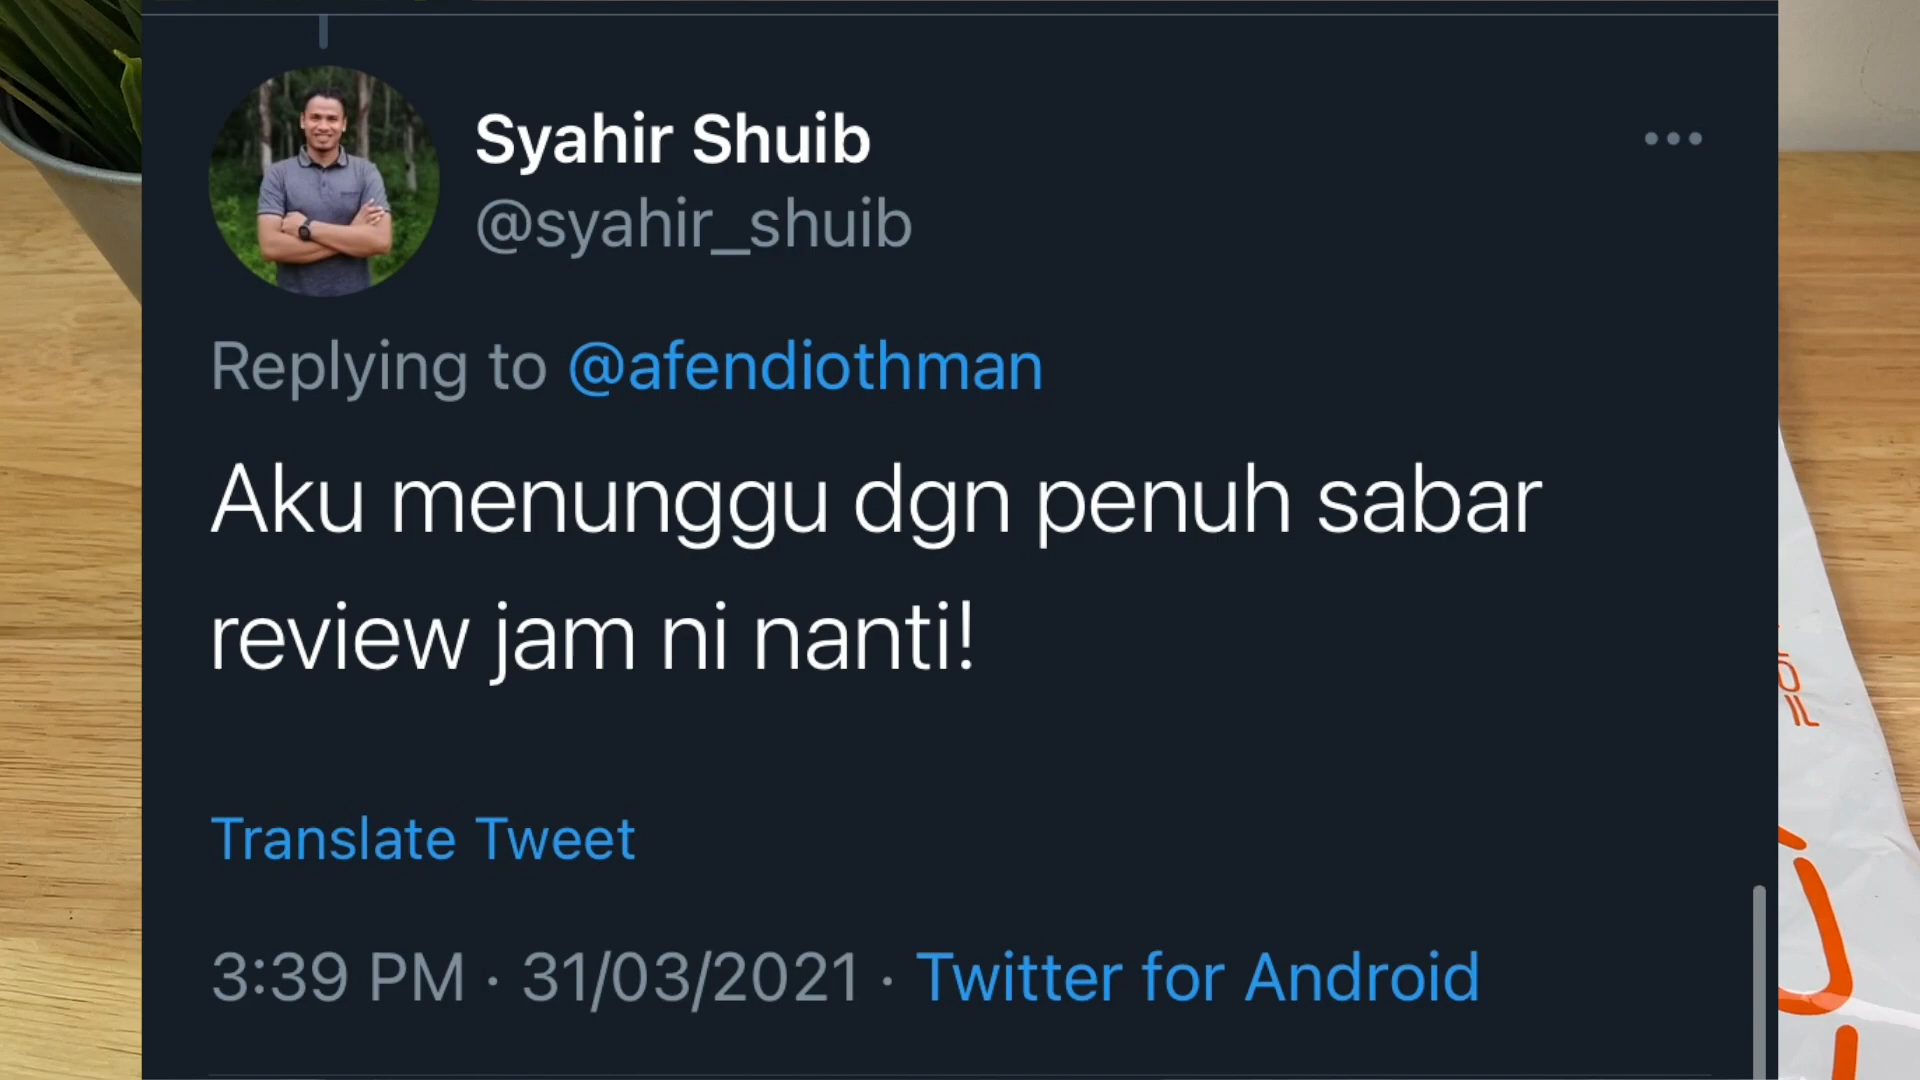 Syahir Shuib
@syahir_shuib
Replying to @afendiothman
Aku menunggu dgn penuh sabar
review jam ni nanti!
Translate Tweet
3:39 PM · 31/03/2021 · Twitter for Android